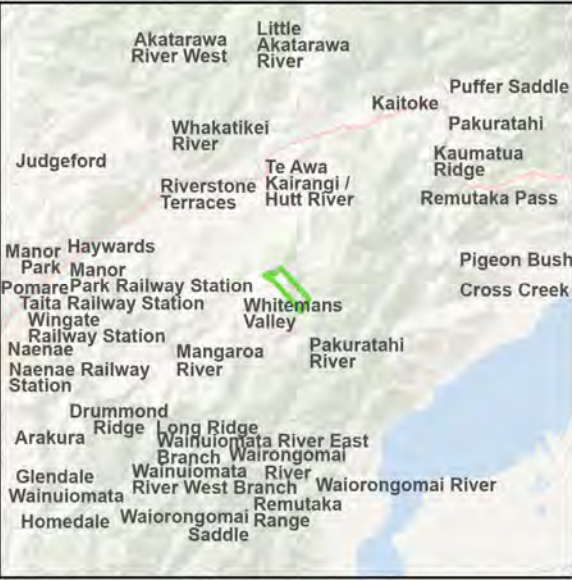 Little
Akatarawa
River
Akatarawa
River West
Puffer Saddle
Kaitoke
Pakuratahi
Whakatikei
River
Kaumatua
Ridge
Judgeford
Te Awa
Kairangi /
Hutt River
Riverstone
Terraces
Remutaka Pass
Manor
Park
Haywards
Manor
Park Railway Station
Pigeon Bush
Pomare
Cross Creek
Taita Railway Station
Whitemans
Valley
Wingate
Railway Station
Naenae
Mangaroa
River
Pakuratahi
River
Naenae Railway
Station
Drummond
Ridge
Long Ridge
Arakura
Wainuiomata River East
Branch
Wairongomai
River
Glendale
Wainuiomata
River West Branch
Waiorongomai River
Wainuiomata
Remutaka
Range
Homedale
Waiorongomai
Saddle